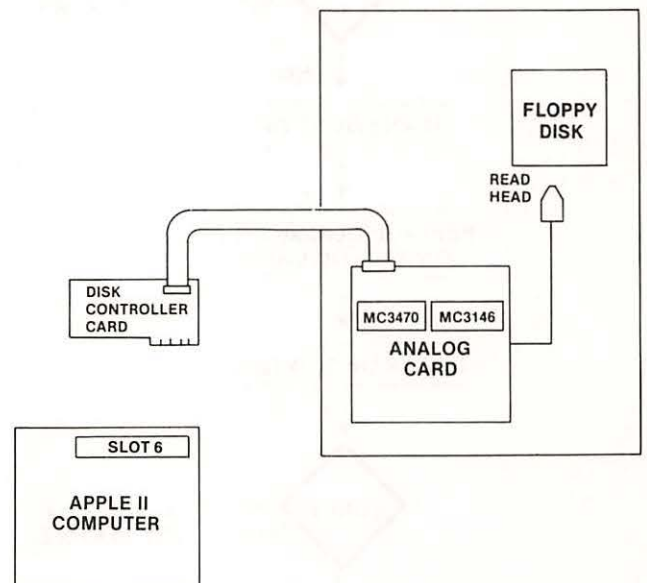 FLOPPY
DISK
READ
HEAD
DISK
CONTROLLER
CARD
MC3470
MC3146
ANALOG
CARD
SLOT 6
APPLE II
COMPUTER